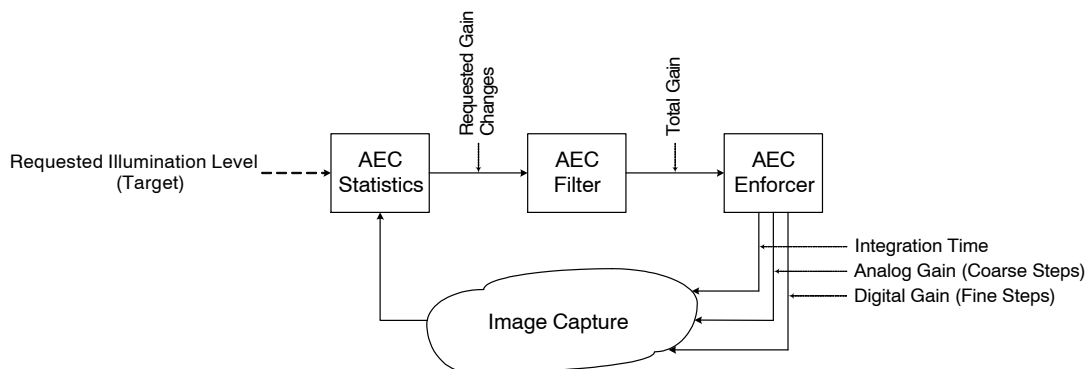 Requested Gain
Changes
Total Gain
Requested Illumination Level
(Target)
AEC
Statistics
AEC
Filter
AEC
Enforcer
Integration Time
Analog Gain (Coarse Steps)
Digital Gain (Fine Steps)
Image Capture